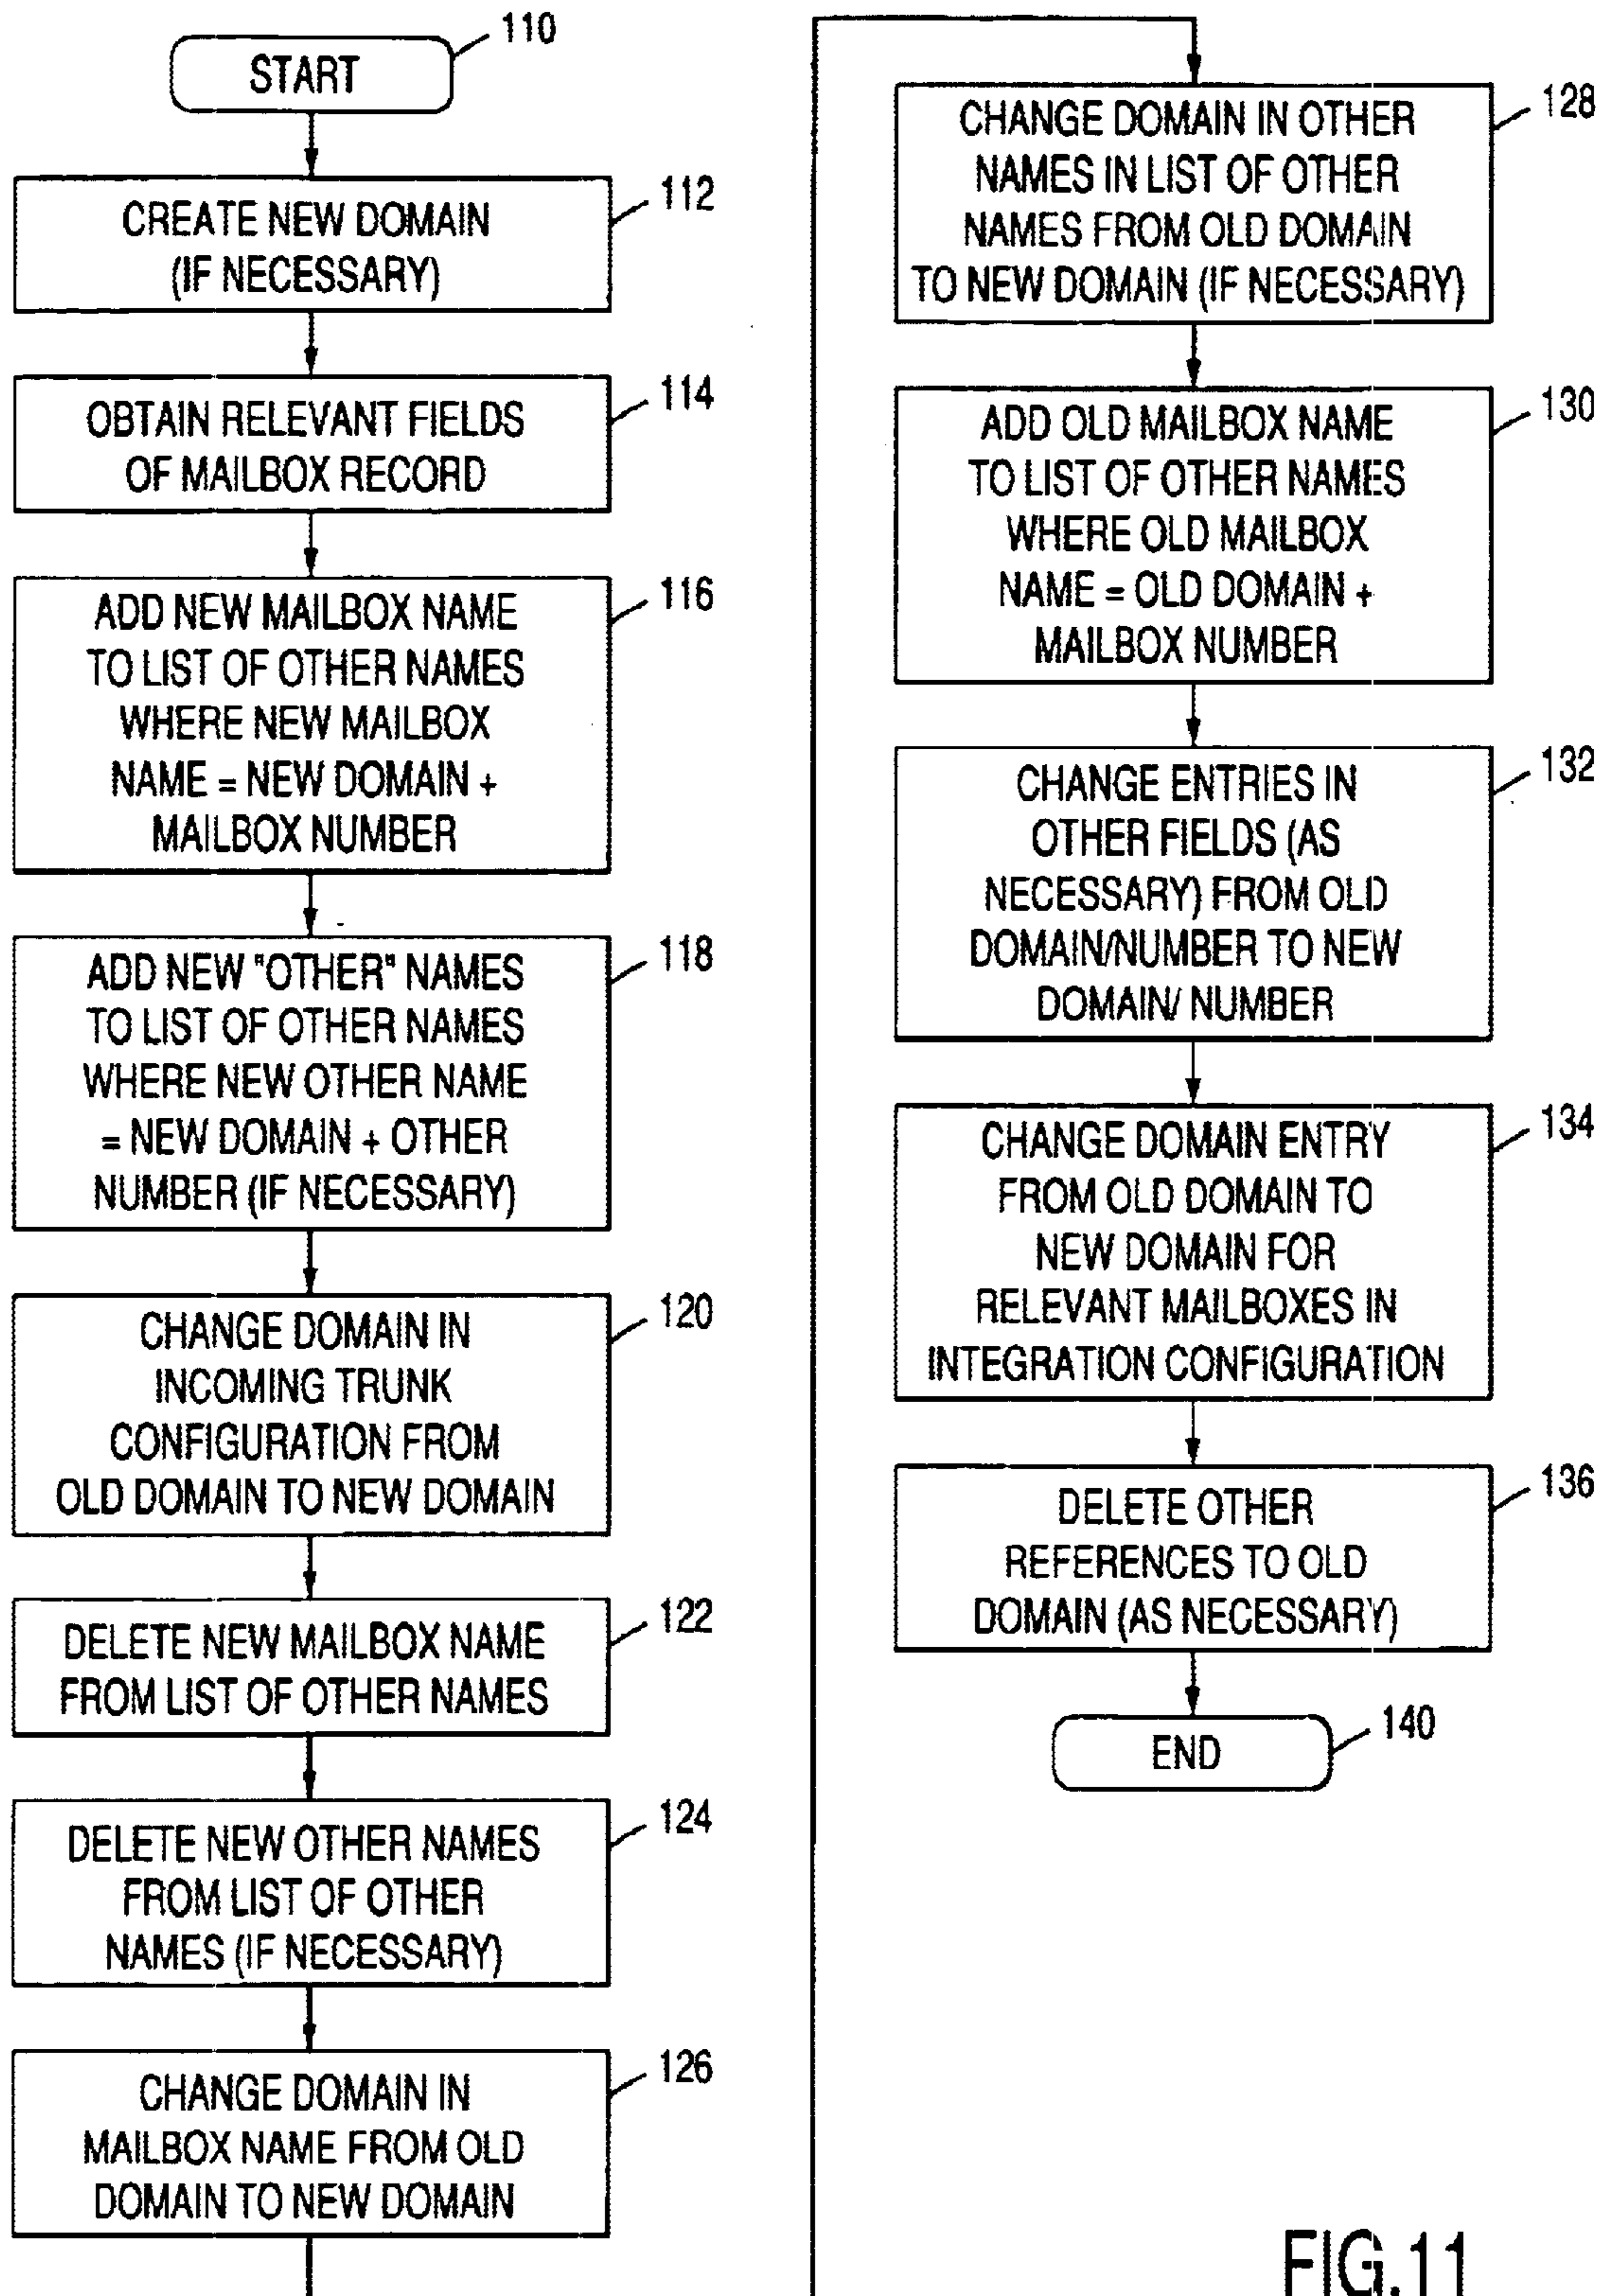 START
110
CREATE NEW DOMAIN
(IF NECESSARY)
112
OBTAIN RELEVANT FIELDS
OF MAILBOX RECORD
114
ADD NEW MAILBOX NAME
TO LIST OF OTHER NAMES
WHERE NEW MAILBOX
NAME = NEW DOMAIN +
MAILBOX NUMBER
116
ADD NEW "OTHER" NAMES
TO LIST OF OTHER NAMES
WHERE NEW OTHER NAME
= NEW DOMAIN + OTHER
NUMBER (IF NECESSARY)
118
CHANGE DOMAIN IN
INCOMING TRUNK
CONFIGURATION FROM
OLD DOMAIN TO NEW DOMAIN
120
DELETE NEW MAILBOX NAME
FROM LIST OF OTHER NAMES
122
DELETE NEW OTHER NAMES
FROM LIST OF OTHER
NAMES (IF NECESSARY)
124
CHANGE DOMAIN IN
MAILBOX NAME FROM OLD
DOMAIN TO NEW DOMAIN
126
CHANGE DOMAIN IN OTHER
NAMES IN LIST OF OTHER
NAMES FROM OLD DOMAIN
TO NEW DOMAIN (IF NECESSARY)
128
ADD OLD MAILBOX NAME
TO LIST OF OTHER NAMES
WHERE OLD MAILBOX
NAME = OLD DOMAIN +
MAILBOX NUMBER
130
CHANGE ENTRIES IN
OTHER FIELDS (AS
NECESSARY) FROM OLD
DOMAIN/NUMBER TO NEW
DOMAIN/ NUMBER
132
CHANGE DOMAIN ENTRY
FROM OLD DOMAIN TO
NEW DOMAIN FOR
RELEVANT MAILBOXES IN
INTEGRATION CONFIGURATION
134
DELETE OTHER
REFERENCES TO OLD
DOMAIN (AS NECESSARY)
136
END
140
FIG.11